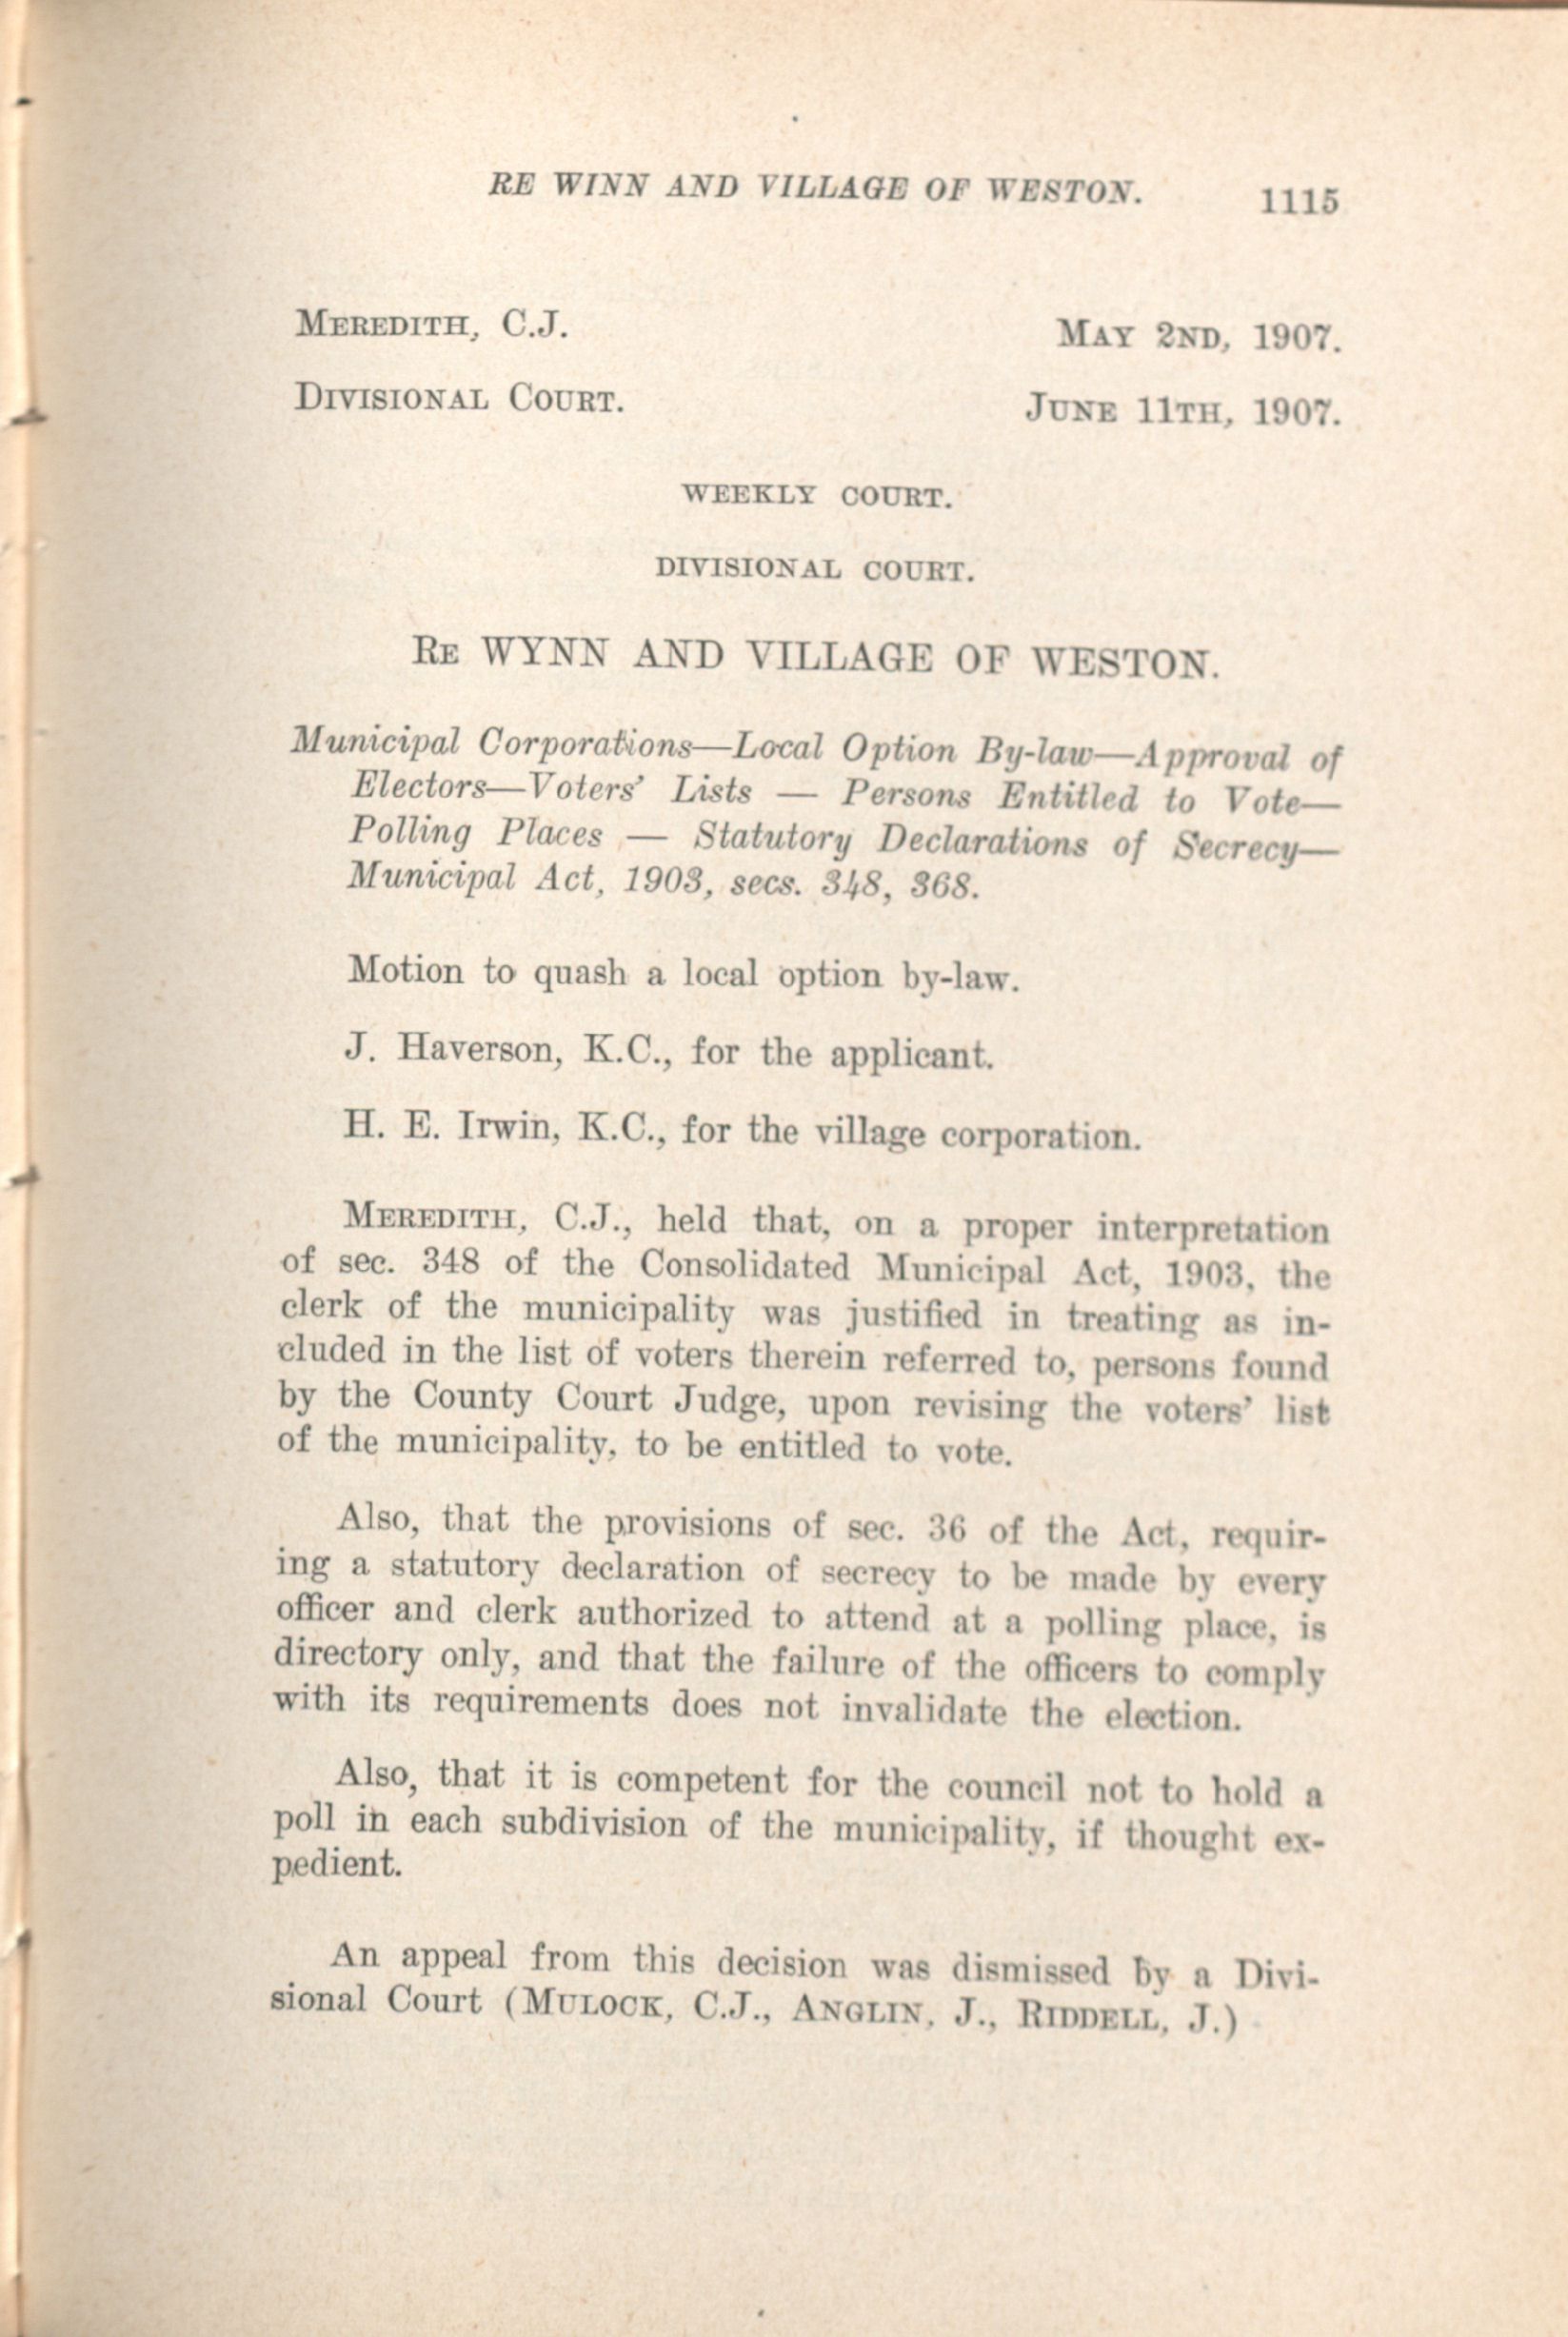 RE WINN AND VILLAGE OF WESTON. 1115
MEREDITH, C.J. MAY 2ND, 1907.
DIVISIONAL COURT. JUNE 11TH, 1907.
WEEKLY COURT.
DIVISIONAL COURT.
RE WYNN AND VILLAGE OF WESTON.
Municipal Corporations—Local Option By-law—Approval of
Electors—Voters' Lists — Persons Entitled to Vote—
Polling Places — Statutory Declarations of Secrecy—
Municipal Act, 1903, secs. 348, 368.
Motion to quash a local option by-law.
J. Haverson, K.C., for the applicant.
H. E. Irwin, K.C., for the village corporation.
MEREDITH, C.J., held that, on a proper interpretation
of sec. 348 of the Consolidated Municipal Act, 1903, the
clerk of the municipality was justified in treating as in-
cluded in the list of voters therein referred to, persons found
by the County Court Judge, upon revising the voters' list
of the municipality, to be entitled to vote.
Also, that the provisions of sec. 36 of the Act, requir-
ing a statutory declaration of secrecy to be made by every
officer and clerk authorized to attend at a polling place, is
directory only, and that the failure of the officers to comply
with its requirements does not invalidate the election.
Also, that it is competent for the council not to hold a
poll in each subdivision of the municipality, if thought ex-
pedient.
An appeal from this decision was dismissed by a Divi-
sional Court (MULOCK, C.J., ANGLIN, J., RIDDELL, J.)